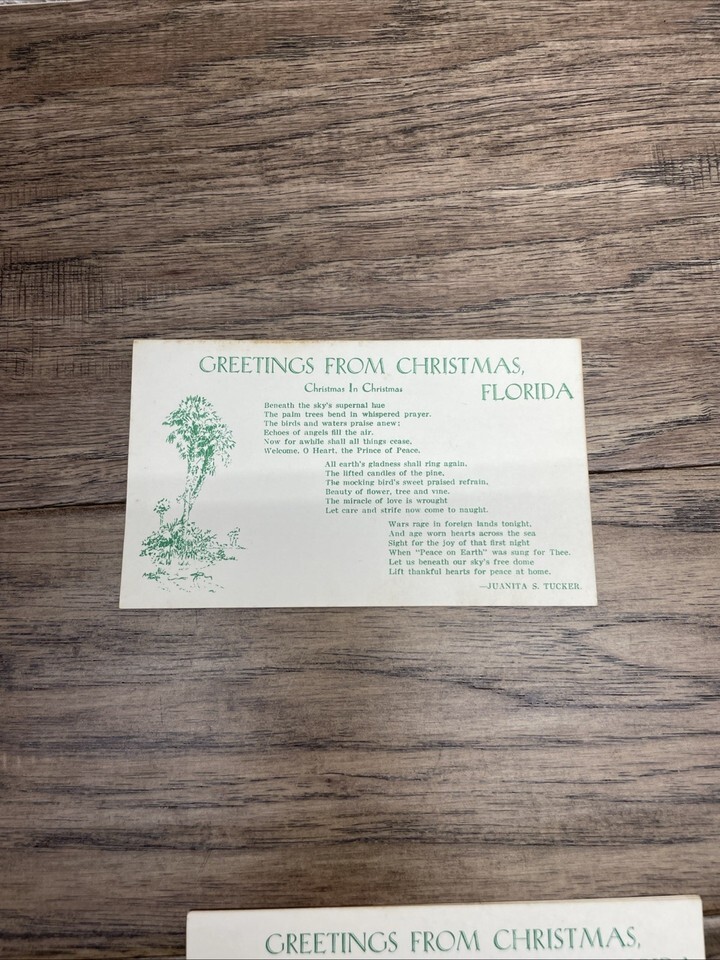 GREETINGS FROM CHRISTMAS,
FLORIDA
Christmas In Christmas
Beneath the sky's supernal hue
The palm trees bend in whispered prayer.
The birds and waters praise anew;
Echoes of angels fill the air.
Now for awhile shall all things cease,
Welcome, O Heart, the Prince of Peace.
All earth's gladness shall ring again,
The lifted candles of the pine,
The mocking bird's sweet praised refrain,
Beauty of flower, tree and vine.
The miracle of love is wrought
Let care and strife now come to naught.
Wars rage in foreign lands tonight,
And age worn hearts across the sea
Sight for the joy of that first night
When "Peace on Earth" was sung for Thee.
Let us beneath our sky's free dome
Lift thankful hearts for peace at home.
—JUANITA S. TUCKER.
GREETINGS FROM CHRISTMAS,